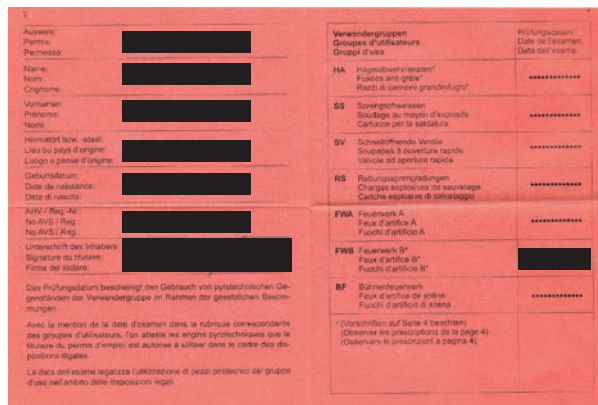 2
Ausweis:
Permis:
Permesso:
Name:
Nom:
Cognome:
Vornamen:
Prénoms:
Nomi:
Heimatort bzw. -staat:
Lieu ou pays d'origine:
Luogo o paese d'origine:
Geburtsdatum:
Date de naissance:
Data di nascita:
AHV / Reg.-Nr.:
No AVS / Reg.:
No AVS / Reg.:
Unterschrift des Inhabers:
Signature du titulaire:
Firma del titolare:
Das Prüfungsdatum bescheinigt den Gebrauch von pyrotechnischen Ge-
genständen der Verwendergruppe im Rahmen der gesetzlichen Bestim-
mungen.
Avec la mention de la date d'examen dans la rubrique correspondante
des groupes d'utilisateurs, l'on atteste les engins pyrotechniques que le
titulaire du permis d'emploi est autorisé à utiliser dans le cadre des dis-
positions légales.
La data dell'esame legalizza l'utilizzazione di pezzi pirotecnici del gruppo
d'uso nell'ambito delle disposizioni legali.
Verwendergruppen
Groupes d'utilisateurs
Gruppi d'uso
Prüfungsdatum
Date de l'examen
Data dell'esame
HA Hagelabwehrraketen*
Fusées anti-grêle*
Razzi di cannoni grandinifughi*
SS Sprengschweissen
Soudage au moyen d'explosifs
Cartucce per la saldatura
SV Schnellöffnende Ventile
Soupapes à ouverture rapide
Valvole ad apertura rapida
RS Rettungssprengladungen
Charges explosives de sauvetage
Cariche esplosive di salvataggio
FWA Feuerwerk A
Feux d'artifice A
Fuochi d'artificio A
FWB Feuerwerk B*
Feux d'artifice B*
Fuochi d'artificio B*
BF Bühnenfeuerwerk
Feux d'artifice de scène
Fuochi d'artificio di scena
* (Vorschriften auf Seite 4 beachten)
(Observer les prescriptions de la page 4)
(Osservare le prescrizioni a pagina 4)